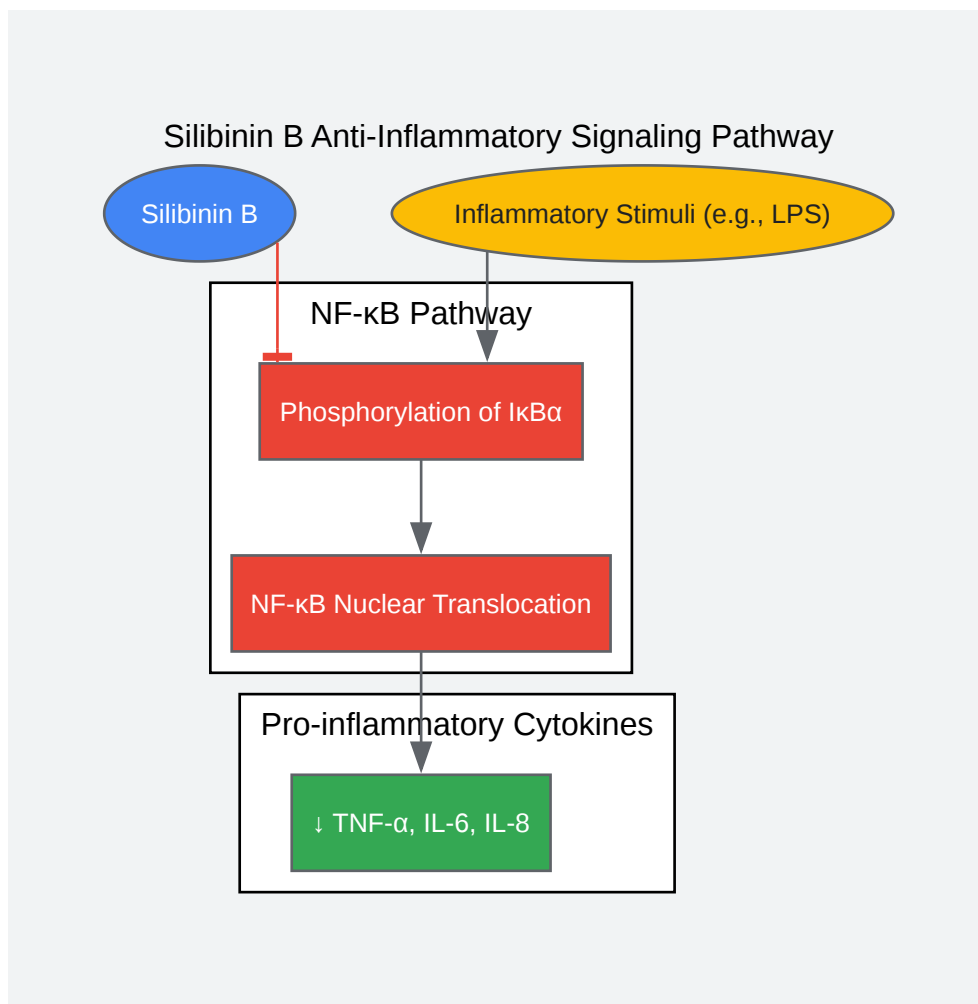 Silibinin B Anti-Inflammatory Signaling Pathway
Silibinin B
Inflammatory Stimuli (e.g., LPS)
NF-κB Pathway
Phosphorylation of IκBα
NF-κB Nuclear Translocation
Pro-inflammatory Cytokines
↓ TNF-α, IL-6, IL-8